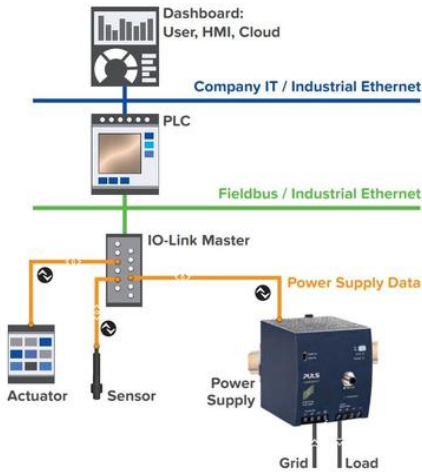 Dashboard:
User, HMI, Cloud
Company IT / Industrial Ethernet
PLC
Fieldbus / Industrial Ethernet
IO-Link Master
Power Supply Data
PULS
Actuator
Sensor
Power
Supply
Grid
Load